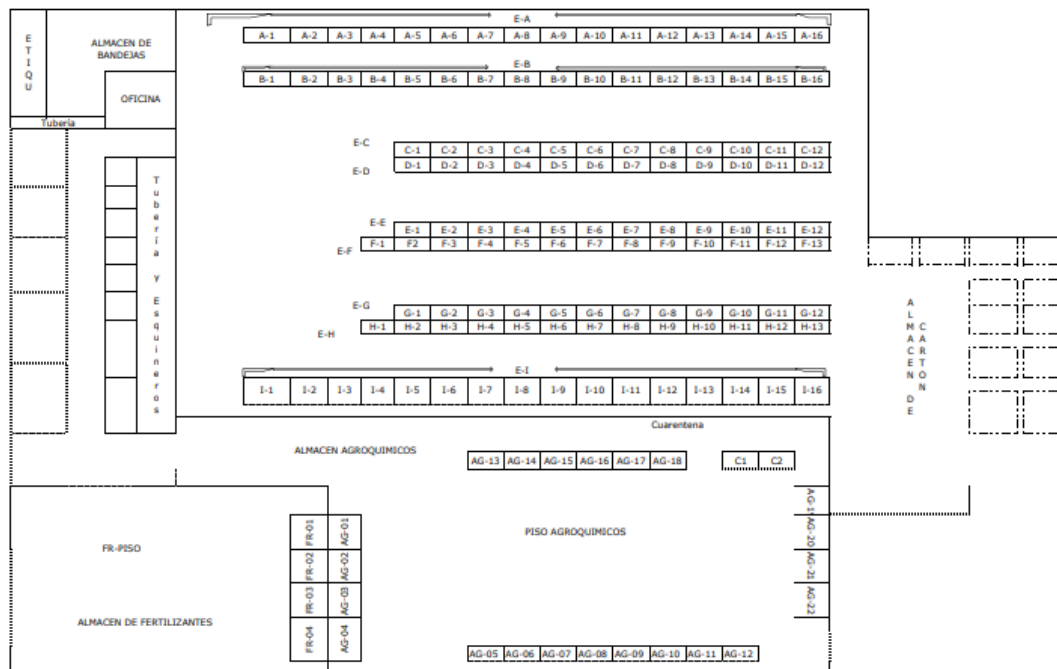 E-A
A-1 A-2 A-3 A-4 A-5 A-6 A-7 A-8 A-9 A-10 A-11 A-12 A-13 A-14 A-15 A-16
ETIQU
ALMACEN DE
BANDEJAS
E-B
B-1 B-2 B-3 B-4 B-5 B-6 B-7 B-8 B-9 B-10 B-11 B-12 B-13 B-14 B-15 B-16
OFICINA
Tubería
E-C
C-1 C-2 C-3 C-4 C-5 C-6 C-7 C-8 C-9 C-10 C-11 C-12
D-1 D-2 D-3 D-4 D-5 D-6 D-7 D-8 D-9 D-10 D-11 D-12
E-D
Tubería y Esquineros
E-E
E-1 E-2 E-3 E-4 E-5 E-6 E-7 E-8 E-9 E-10 E-11 E-12
F-1 F2 F-3 F-4 F-5 F-6 F-7 F-8 F-9 F-10 F-11 F-12 F-13
E-F
E-G
G-1 G-2 G-3 G-4 G-5 G-6 G-7 G-8 G-9 G-10 G-11 G-12
H-1 H-2 H-3 H-4 H-5 H-6 H-7 H-8 H-9 H-10 H-11 H-12 H-13
E-H
ALMACEN DE
CARTON
E-I
I-1 I-2 I-3 I-4 I-5 I-6 I-7 I-8 I-9 I-10 I-11 I-12 I-13 I-14 I-15 I-16
Cuarentena
ALMACEN AGROQUIMICOS
AG-13 AG-14 AG-15 AG-16 AG-17 AG-18 C1 C2
FR-PISO
FR-01 AG-01
FR-02 AG-02
FR-03 AG-03
FR-04 AG-04
PISO AGROQUIMICOS
AG-20
AG-21
AG-22
ALMACEN DE FERTILIZANTES
AG-05 AG-06 AG-07 AG-08 AG-09 AG-10 AG-11 AG-12